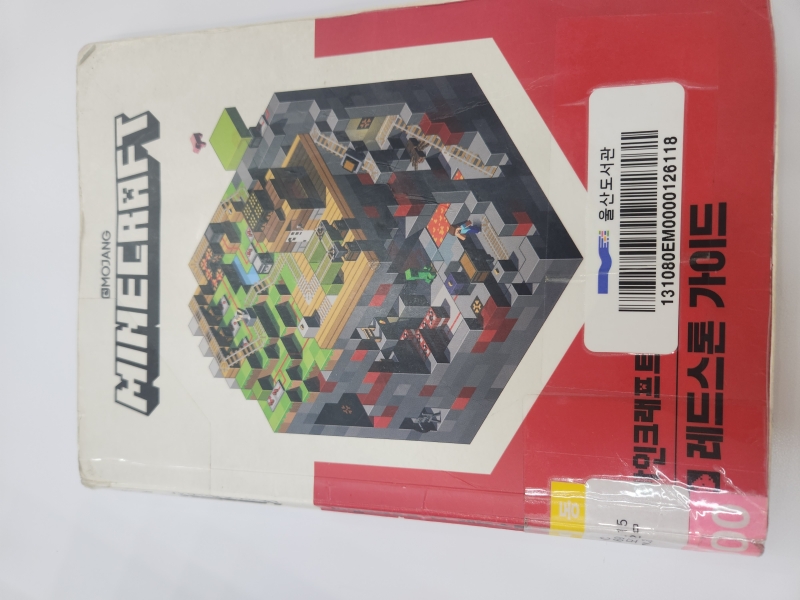 MOJANG
MINECRAFT
울산도서관
131080EM0000126118
마인크래프트
레드스톤 가이드